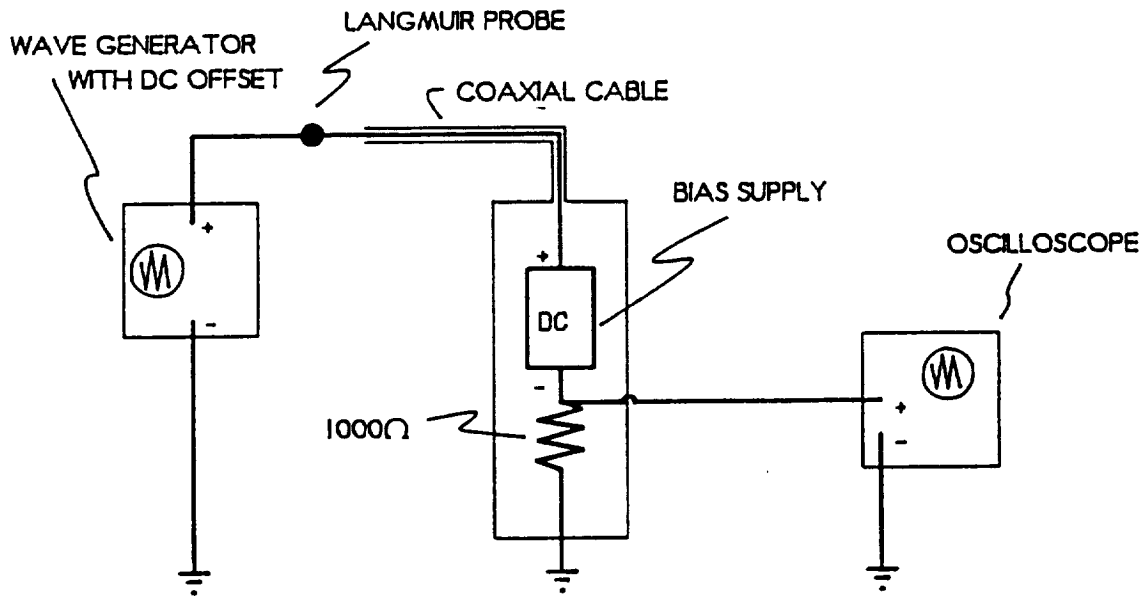 LANGMUIR PROBE
WAVE GENERATOR
WITH DC OFFSET
COAXIAL CABLE
BIAS SUPPLY
OSCILLOSCOPE
+
-
+
DC
-
1000Ω
+
-